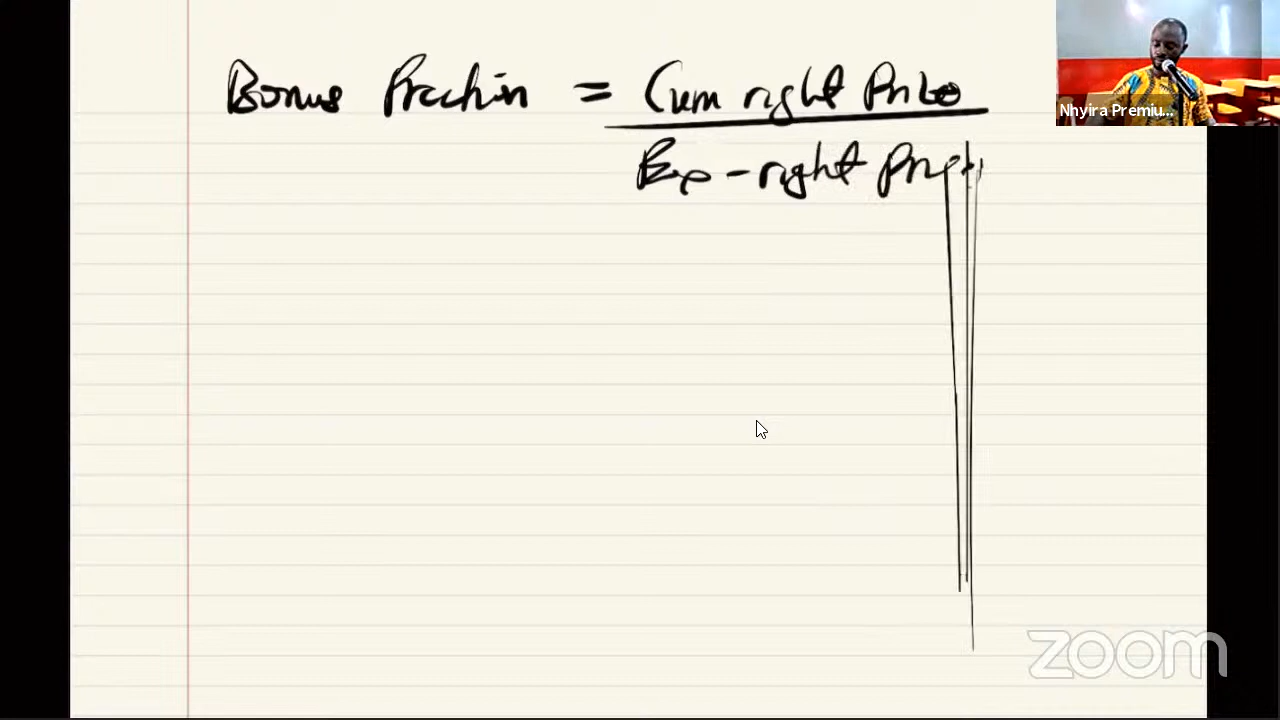 Bonus Fraction = Cum right Price
Ex - right Price
Nhyira Premiu...
zoom